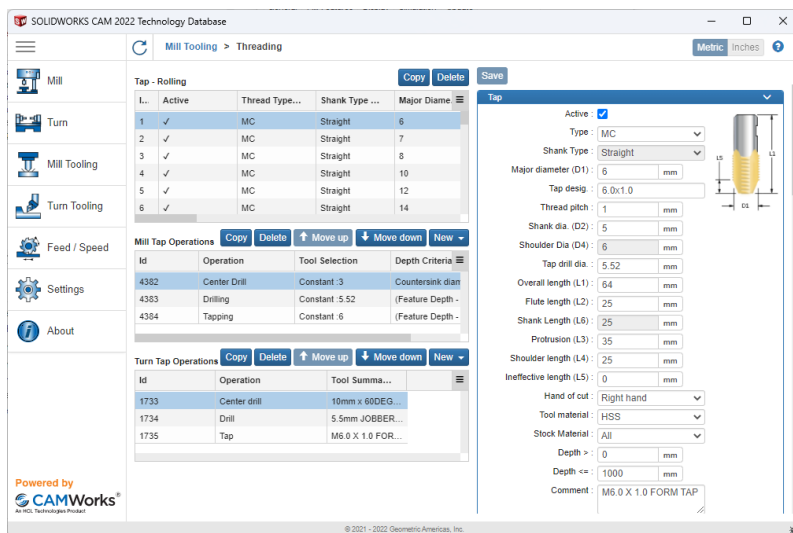 SOLIDWORKS CAM 2022 Technology Database
Mill Tooling > Threading
Metric Inches
Mill
Turn
Mill Tooling
Turn Tooling
Feed / Speed
Settings
About
Powered by
CAMWorks®
An HCL Technologies Product
Tap - Rolling
Copy Delete
I... Active Thread Type... Shank Type ... Major Diame
1 ✓ MC Straight 6
2 ✓ MC Straight 7
3 ✓ MC Straight 8
4 ✓ MC Straight 10
5 ✓ MC Straight 12
6 ✓ MC Straight 14
Mill Tap Operations Copy Delete Move up Move down New
Id Operation Tool Selection Depth Criteria
4382 Center Drill Constant :3 Countersink diam
4383 Drilling Constant :5.52 (Feature Depth -
4384 Tapping Constant :6 (Feature Depth -
Turn Tap Operations Copy Delete Move up Move down New
Id Operation Tool Summa...
1733 Center drill 10mm x 60DEG...
1734 Drill 5.5mm JOBBER...
1735 Tap M6.0 X 1.0 FOR...
Save
Tap
Active :
Type : MC
Shank Type : Straight
Major diameter (D1) : 6 mm
Tap desig. : 6.0x1.0
Thread pitch : 1 mm
Shank dia. (D2) : 5 mm
Shoulder Dia (D4) : 6 mm
Tap drill dia. : 5.52 mm
Overall length (L1) : 64 mm
Flute length (L2) : 25 mm
Shank Length (L6) : 25 mm
Protrusion (L3) : 35 mm
Shoulder length (L4) : 25 mm
Ineffective length (L5) : 0 mm
Hand of cut : Right hand
Tool material : HSS
Stock Material : All
Depth > : 0 mm
Depth <= : 1000 mm
Comment : M6.0 X 1.0 FORM TAP
L5
L1
D1
© 2021 - 2022 Geometric Americas, Inc.